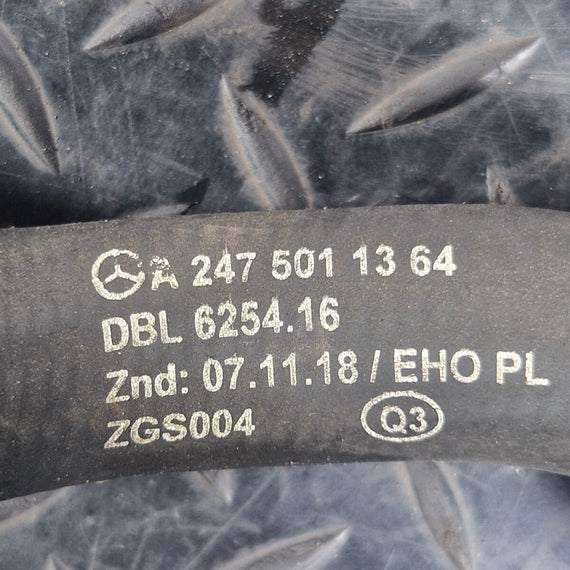 A 247 501 13 64
DBL 6254.16
Znd: 07.11.18 / EHO PL
ZGS004 Q3